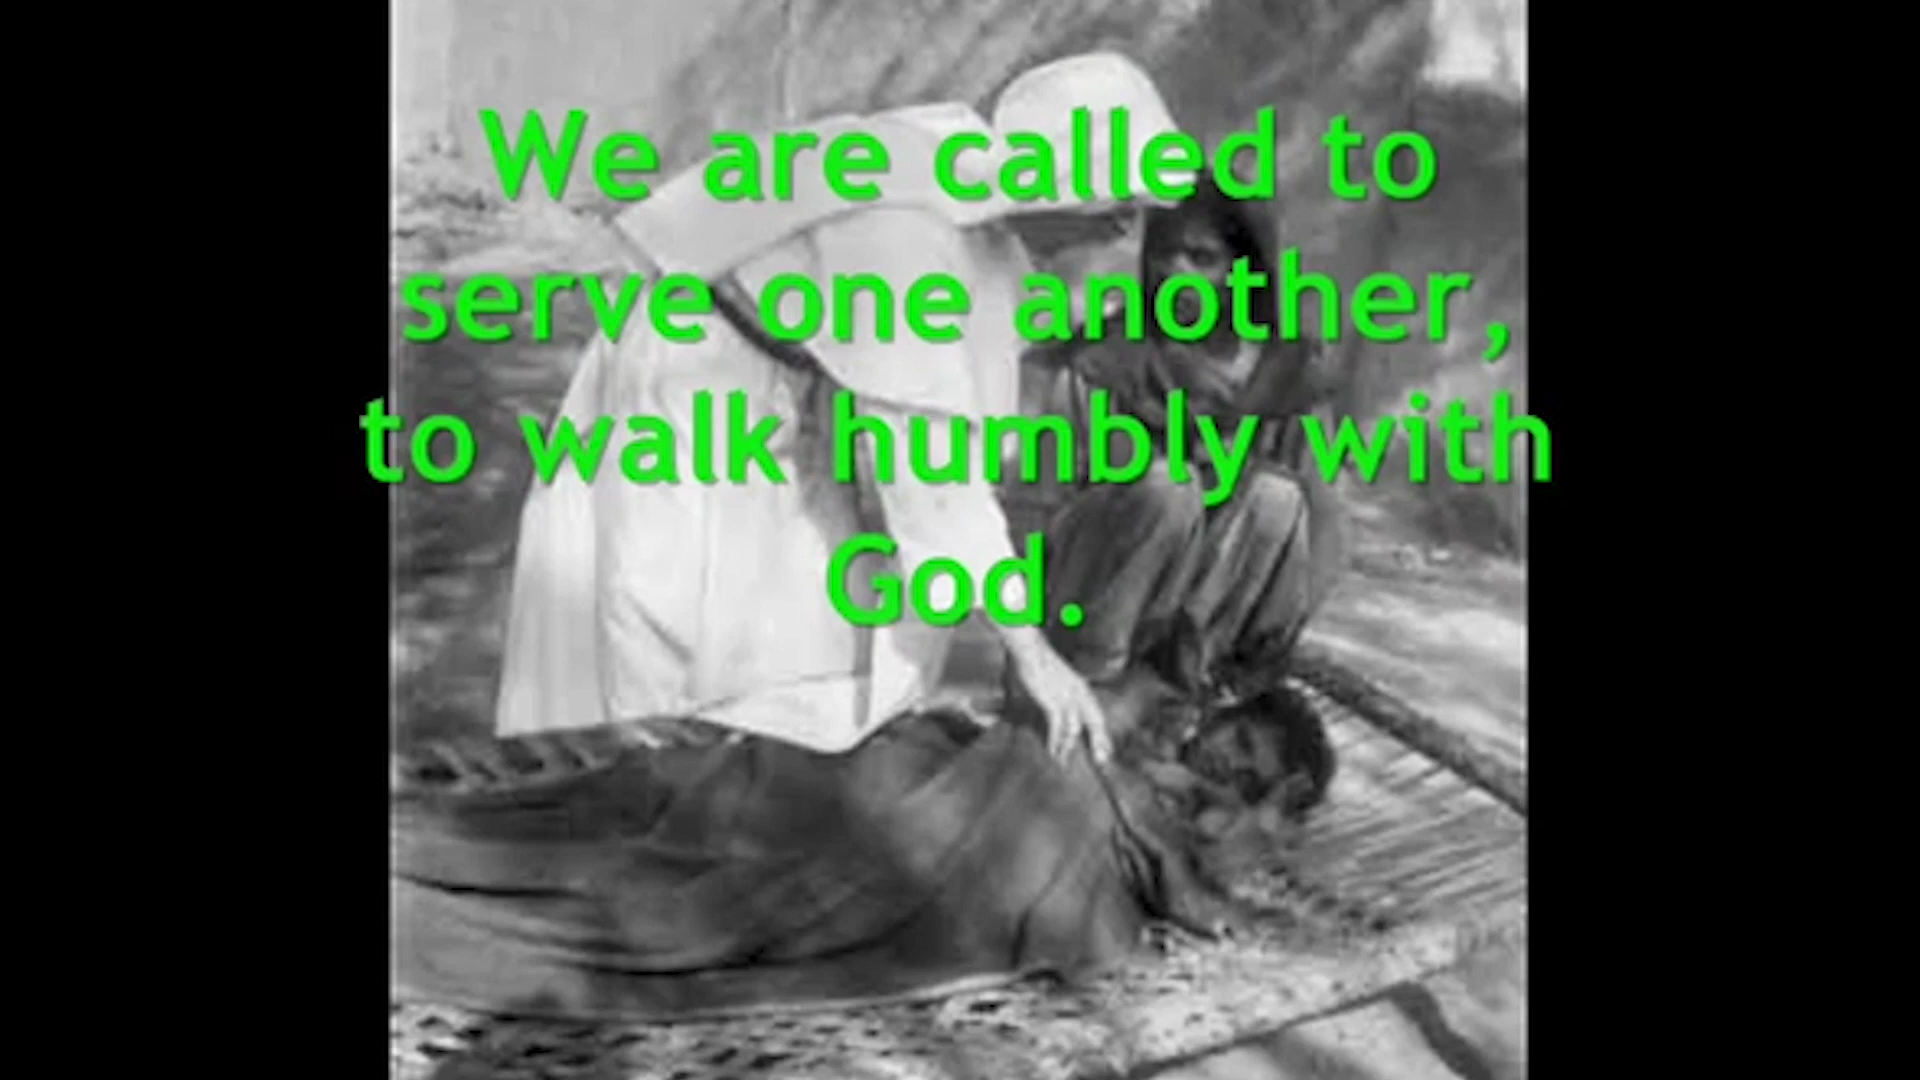 We are called to
serve one another,
to walk humbly with
God.